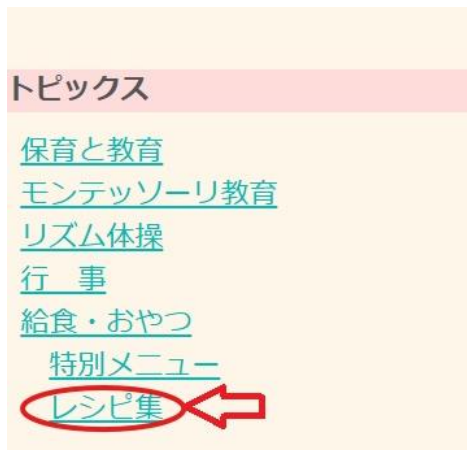 トピックス
保育と教育
モンテッソーリ教育
リズム体操
行　事
給食・おやつ
特別メニュー
レシピ集